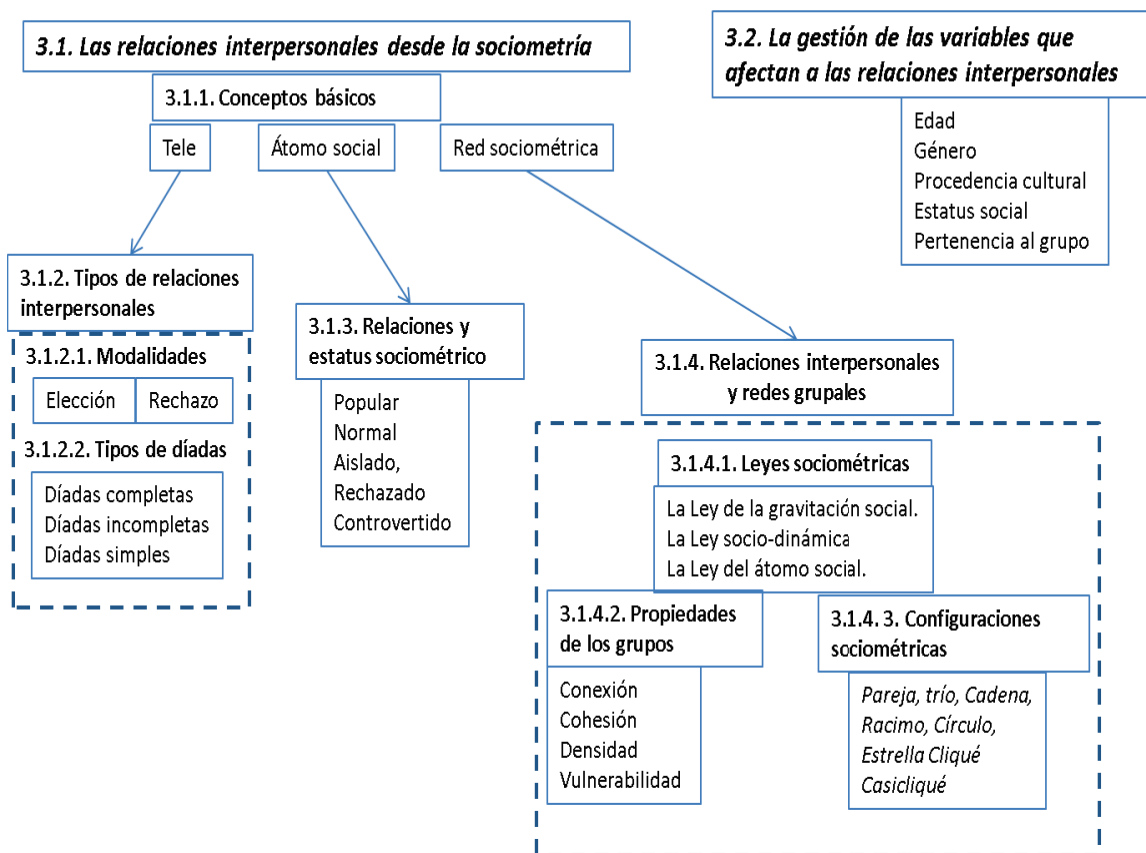 3.1. Las relaciones interpersonales desde la sociometría
3.1.1. Conceptos básicos
Tele
Átomo social
Red sociométrica
3.2. La gestión de las variables que
afectan a las relaciones interpersonales
Edad
Género
Procedencia cultural
Estatus social
Pertenencia al grupo
3.1.2. Tipos de relaciones
interpersonales
3.1.2.1. Modalidades
Elección
Rechazo
3.1.2.2. Tipos de díadas
Díadas completas
Díadas incompletas
Díadas simples
3.1.3. Relaciones y
estatus sociométrico
Popular
Normal
Aislado,
Rechazado
Controvertido
3.1.4. Relaciones interpersonales
y redes grupales
3.1.4.1. Leyes sociométricas
La Ley de la gravitación social.
La Ley socio-dinámica
La Ley del átomo social.
3.1.4.2. Propiedades
de los grupos
Conexión
Cohesión
Densidad
Vulnerabilidad
3.1.4. 3. Configuraciones
sociométricas
Pareja, trío, Cadena,
Racimo, Círculo,
Estrella Cliqué
Casicliqué